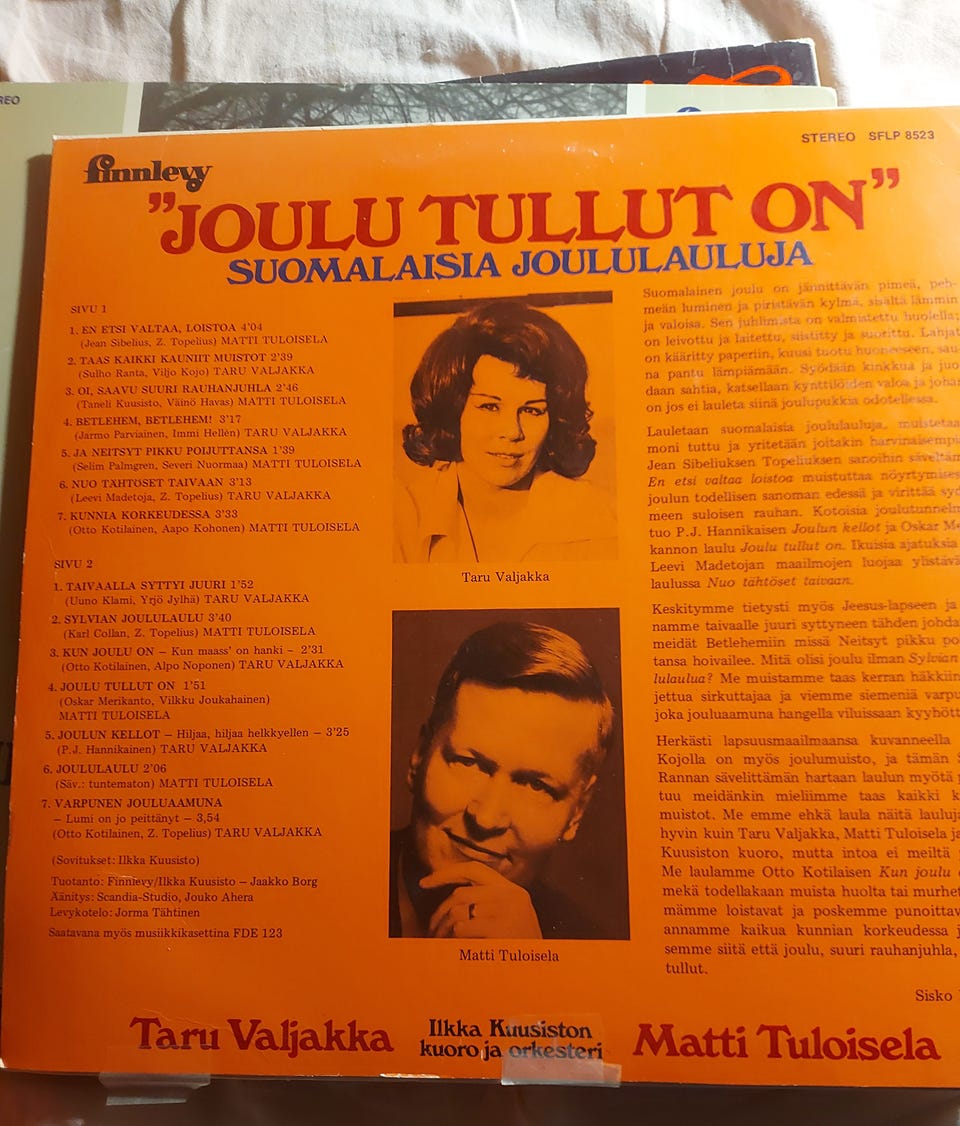 REO
STEREO SFLP 8523
finnlevy
"JOULU TULLUT ON"
SUOMALAISIA JOULULAULUJA
SIVU 1
1. EN ETSI VALTAA, LOISTOA 4'04
(Jean Sibelius, Z. Topelius) MATTI TULOISELA
2. TAAS KAIKKI KAUNIIT MUISTOT 2'39
(Sulho Ranta, Viljo Kojo) TARU VALJAKKA
3. OI, SAAVU SUURI RAUHANJUHLA 2'46
(Taneli Kuusisto, Väinö Havas) MATTI TULOISELA
4. BETLEHEM, BETLEHEM! 3'17
(Jarmo Parviainen, Immi Hellén) TARU VALJAKKA
5. JA NEITSYT PIKKU POIJUTTANSA 1'39
(Selim Palmgren, Severi Nuormaa) MATTI TULOISELA
6. NUO TÄHTÖSET TAIVAAN 3'13
(Leevi Madetoja, Z. Topelius) TARU VALJAKKA
7. KUNNIA KORKEUDESSA 3'33
(Otto Kotilainen, Aapo Kohonen) MATTI TULOISELA
SIVU 2
1. TAIVAALLA SYTTYI JUURI 1'52
(Uuno Klami, Yrjö Jylhä) TARU VALJAKKA
2. SYLVIAN JOULULAULU 3'40
(Karl Collan, Z. Topelius) MATTI TULOISELA
3. KUN JOULU ON – Kun maass' on hanki – 2'31
(Otto Kotilainen, Alpo Noponen) TARU VALJAKKA
4. JOULU TULLUT ON 1'51
(Oskar Merikanto, Vilkku Joukahainen)
MATTI TULOISELA
5. JOULUN KELLOT – Hiljaa, hiljaa helkkyellen – 3'25
(P.J. Hannikainen) TARU VALJAKKA
6. JOULULAULU 2'06
(Säv.: tuntematon) MATTI TULOISELA
7. VARPUNEN JOULUAAMUNA
– Lumi on jo peittänyt – 3,54
(Otto Kotilainen, Z. Topelius) TARU VALJAKKA
(Sovitukset: Ilkka Kuusisto)
Tuotanto: Finnlevy/Ilkka Kuusisto – Jaakko Borg
Äänitys: Scandia-Studio, Jouko Ahera
Levykotelo: Jorma Tähtinen
Saatavana myös musiikkikasettina FDE 123
Taru Valjakka
Matti Tuloisela
Suomalainen joulu on jännittävän pimeä, peh-
meän luminen ja piristävän kylmä, sisältä lämmin
ja valoisa. Sen juhlimista on valmistettu huolella;
on leivottu ja laitettu, siistitty ja suorittu. Lahjat
on kääritty paperiin, kuusi tuotu huoneeseen, sau-
na pantu lämpiämään. Syödään kinkkua ja juo-
daan sahtia, katsellaan kynttilöiden valoa ja
on jos ei lauleta siinä joulupukkia odotellessa.
Lauletaan suomalaisia joululauluja, muistetaan
moni tuttu ja yritetään joitakin harvinaisempia
Jean Sibeliuksen Topeliuksen sanoihin
En etsi valtaa loistoa muistuttaa
joulun todellisen sanoman edessä ja virittää
meen suloisen rauhan. Kotoisia
tuo P.J. Hannikaisen Joulun kellot ja Oskar
kannon laulu Joulu tullut on. Ikuisia ajatuksia
Leevi Madetojan maailmojen luojaa
laulussa Nuo tähtöset taivaan.
Keskitymme tietysti myös Jeesus-lapseen ja
namme taivaalle juuri syttyneen tähden
meidät Betlehemiin missä Neitsyt pikku
tansa hoivailee. Mitä olisi joulu ilman Sylvian
lulaulua? Me muistamme taas kerran
jettua sirkuttajaa ja viemme siemeniä
joka jouluaamuna hangella viluissaan
Herkästi lapsuusmaailmaansa kuvanneella
Kojolla on myös joulumuisto, ja tämän
Rannan sävelittämän hartaan laulun myötä
tuu meidänkin mieliimme taas kaikki
muistot. Me emme ehkä laula näitä
hyvin kuin Taru Valjakka, Matti Tuloisela
Kuusiston kuoro, mutta intoa ei meiltä
Me laulamme Otto Kotilaisen Kun joulu
mekä todellakaan muista huolta tai
mämme loistavat ja poskemme
annamme kaikua kunnian korkeudessa
semme siitä että joulu, suuri rauhanjuhla,
tullut.
Sisko
Taru Valjakka
Ilkka Kuusiston
kuoro ja orkesteri
Matti Tuloisela